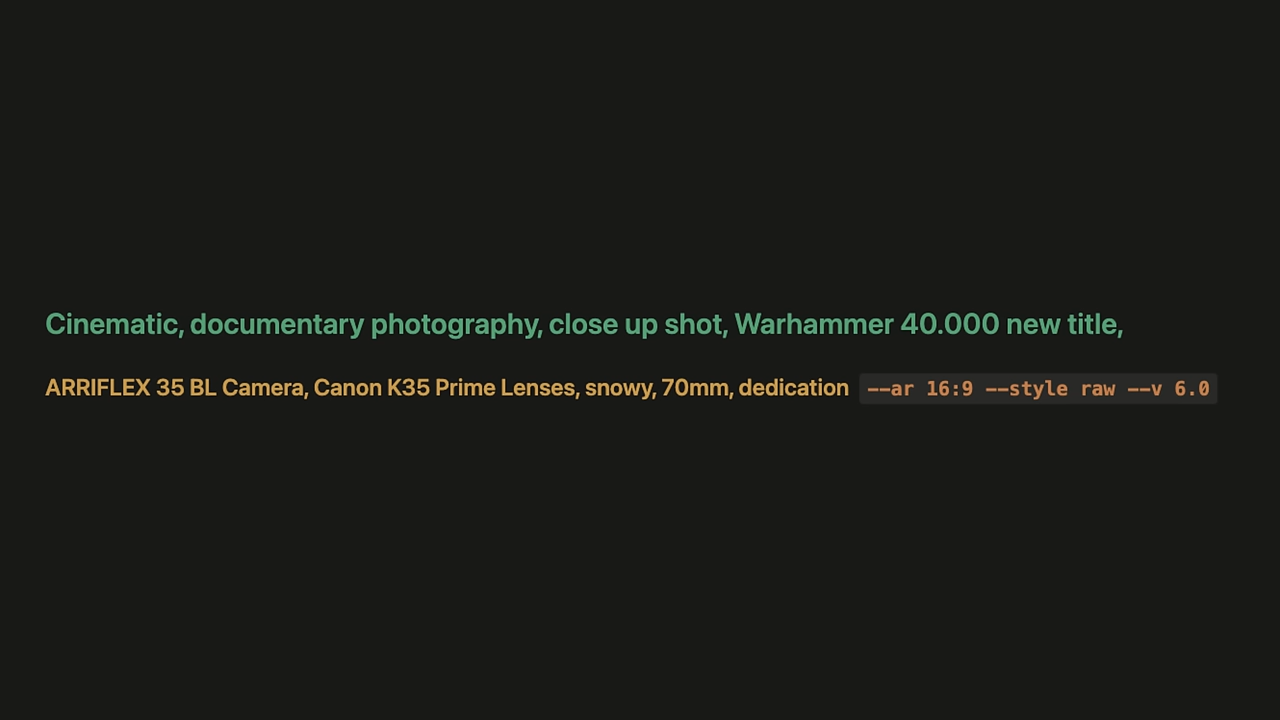 Cinematic, documentary photography, close up shot, Warhammer 40.000 new title,
ARRIFLEX 35 BL Camera, Canon K35 Prime Lenses, snowy, 70mm, dedication --ar 16:9 --style raw --v 6.0